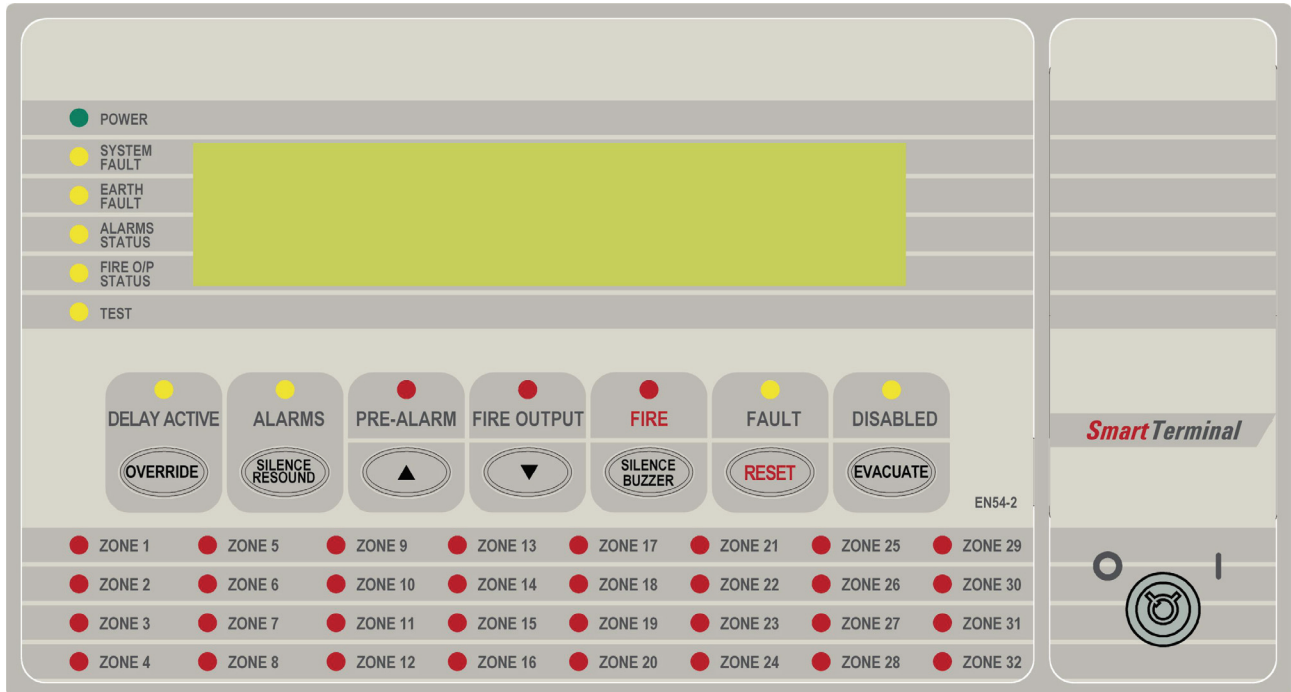 POWER
SYSTEM
FAULT
EARTH
FAULT
ALARMS
STATUS
FIRE O/P
STATUS
TEST
DELAY ACTIVE ALARMS PRE-ALARM FIRE OUTPUT FIRE FAULT DISABLED
OVERRIDE
SILENCE
RESOUND
SILENCE
BUZZER
RESET
EVACUATE
SmartTerminal
EN54-2
ZONE 1 ZONE 5 ZONE 9 ZONE 13 ZONE 17 ZONE 21 ZONE 25 ZONE 29
ZONE 2 ZONE 6 ZONE 10 ZONE 14 ZONE 18 ZONE 22 ZONE 26 ZONE 30
ZONE 3 ZONE 7 ZONE 11 ZONE 15 ZONE 19 ZONE 23 ZONE 27 ZONE 31
ZONE 4 ZONE 8 ZONE 12 ZONE 16 ZONE 20 ZONE 24 ZONE 28 ZONE 32
O I